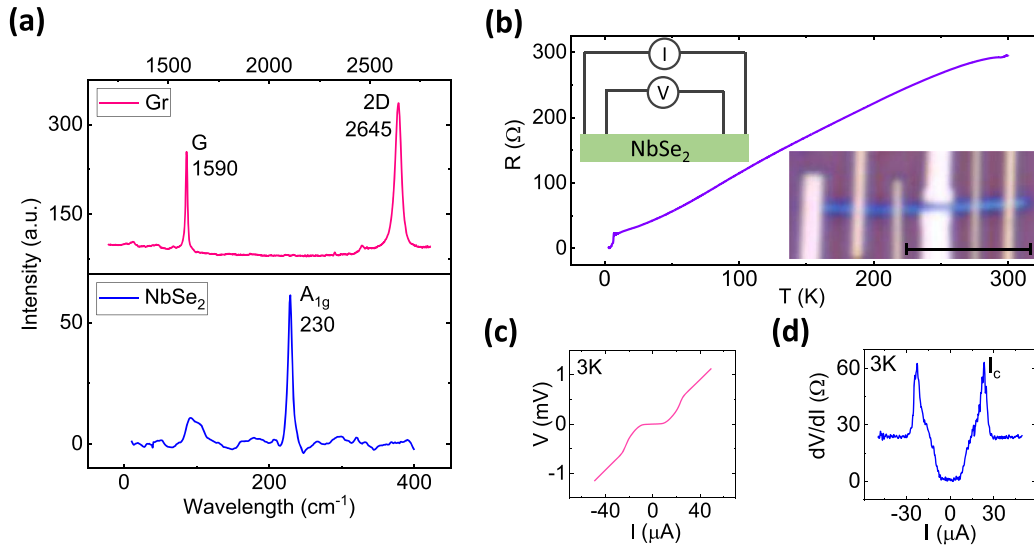 (a)
1500 2000 2500
Gr
G
1590
2D
2645
300
150
Intensity (a.u.)
NbSe₂
A₁g
230
50
0
0 200 400
Wavelength (cm⁻¹)
(b)
300
200
100
0
R (Ω)
I
V
NbSe₂
0 100 200 300
T (K)
(c)
3K
1
0
-1
V (mV)
-40 0 40
I (μA)
(d)
3K
I_c
60
30
0
dV/dI (Ω)
-30 0 30
I (μA)